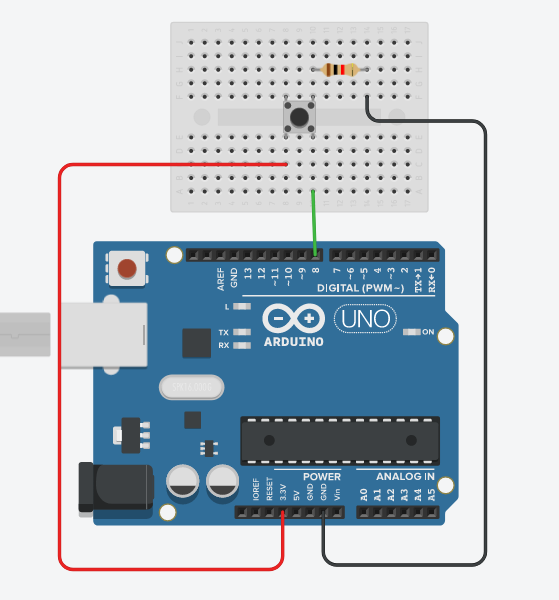 AREF
GND
13
12
~11
~10
~9
8
7
~6
~5
4
~3
2
TX→1
RX←0
DIGITAL (PWM~)
L
TX
RX
ARDUINO
UNO
ON
POWER
ANALOG IN
IOREF
RESET
3.3V
5V
GND
GND
Vin
A0
A1
A2
A3
A4
A5